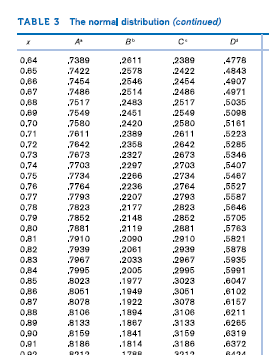 TABLE 3 The normal distribution (continued)
z Aᵃ Bᵇ Cᶜ Dᵈ
0.64 .7389 .2611 .2389 .4778
0.65 .7422 .2578 .2422 .4843
0.66 .7454 .2546 .2454 .4907
0.67 .7486 .2514 .2486 .4971
0.68 .7517 .2483 .2517 .5035
0.69 .7549 .2451 .2549 .5098
0.70 .7580 .2420 .2580 .5161
0.71 .7611 .2389 .2611 .5223
0.72 .7642 .2358 .2642 .5285
0.73 .7673 .2327 .2673 .5346
0.74 .7703 .2297 .2703 .5407
0.75 .7734 .2266 .2734 .5467
0.76 .7764 .2236 .2764 .5527
0.77 .7793 .2207 .2793 .5587
0.78 .7823 .2177 .2823 .5646
0.79 .7852 .2148 .2852 .5705
0.80 .7881 .2119 .2881 .5763
0.81 .7910 .2090 .2910 .5821
0.82 .7939 .2061 .2939 .5878
0.83 .7967 .2033 .2967 .5935
0.84 .7995 .2005 .2995 .5991
0.85 .8023 .1977 .3023 .6047
0.86 .8051 .1949 .3051 .6102
0.87 .8078 .1922 .3078 .6157
0.88 .8106 .1894 .3106 .6211
0.89 .8133 .1867 .3133 .6265
0.90 .8159 .1841 .3159 .6319
0.91 .8186 .1814 .3186 .6372
0.92 .8212 .1788 .3212 .6424